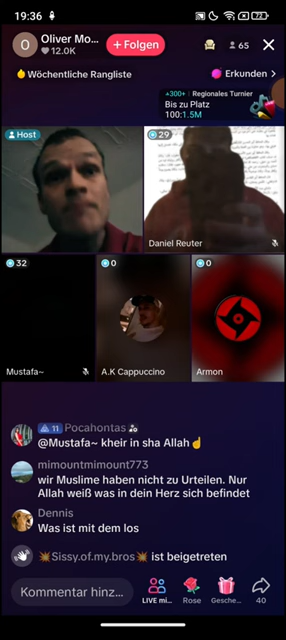 19:36
72
O
Oliver Mo...
12.0K
+ Folgen
65
Wöchentliche Rangliste
Erkunden >
+300+ Regionales Turnier
Bis zu Platz
100:1.5M
Host
29
Daniel Reuter
32
0
0
Mustafa~
A.K Cappuccino
Armon
11 Pocahontas
@Mustafa~ kheir in sha Allah☝
mimountmimount773
wir Muslime haben nicht zu Urteilen. Nur
Allah weiß was in dein Herz sich befindet
Dennis
Was ist mit dem los
💥Sissy.of.my.bros💥 ist beigetreten
Kommentar hinz...
LIVE mi...
Rose
Gesche...
40